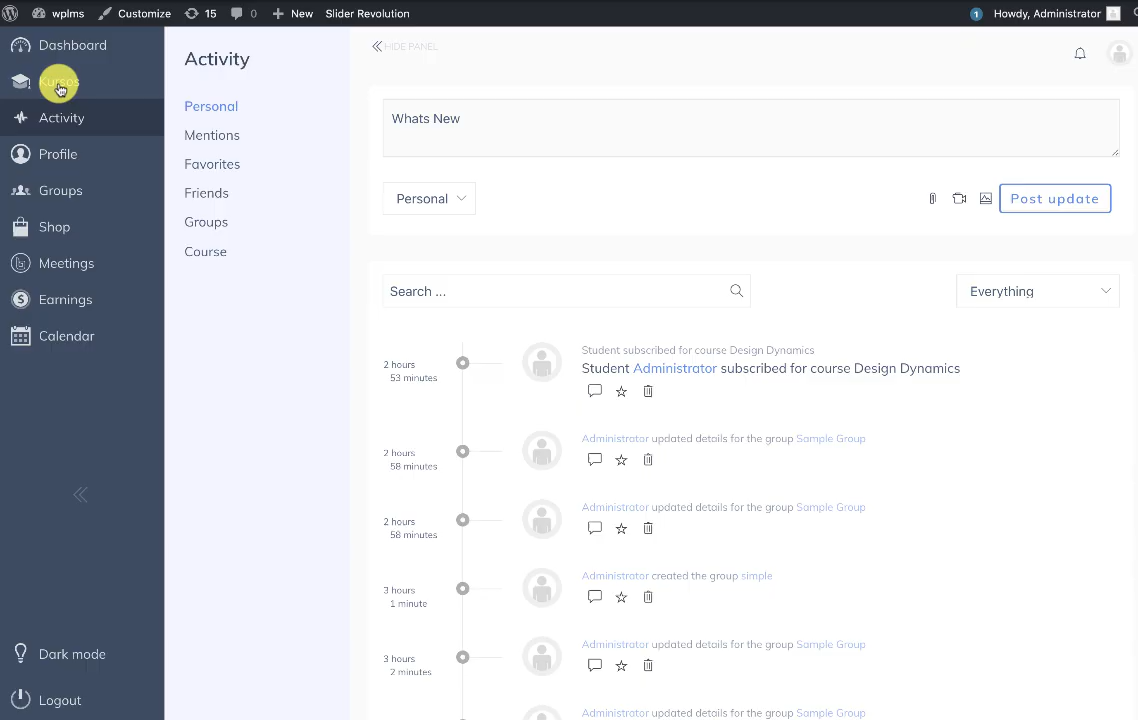 wplms Customize 15 0 New Slider Revolution 1 Howdy, Administrator
Dashboard
Kursos
Activity
Profile
Groups
Shop
Meetings
Earnings
Calendar
Dark mode
Logout
Activity
Personal
Mentions
Favorites
Friends
Groups
Course
HIDE PANEL
Whats New
Personal
Post update
Search ...
Everything
2 hours
53 minutes
Student subscribed for course Design Dynamics
Student Administrator subscribed for course Design Dynamics
2 hours
58 minutes
Administrator updated details for the group Sample Group
2 hours
58 minutes
Administrator updated details for the group Sample Group
3 hours
1 minute
Administrator created the group simple
3 hours
2 minutes
Administrator updated details for the group Sample Group
Administrator updated details for the group Sample Group